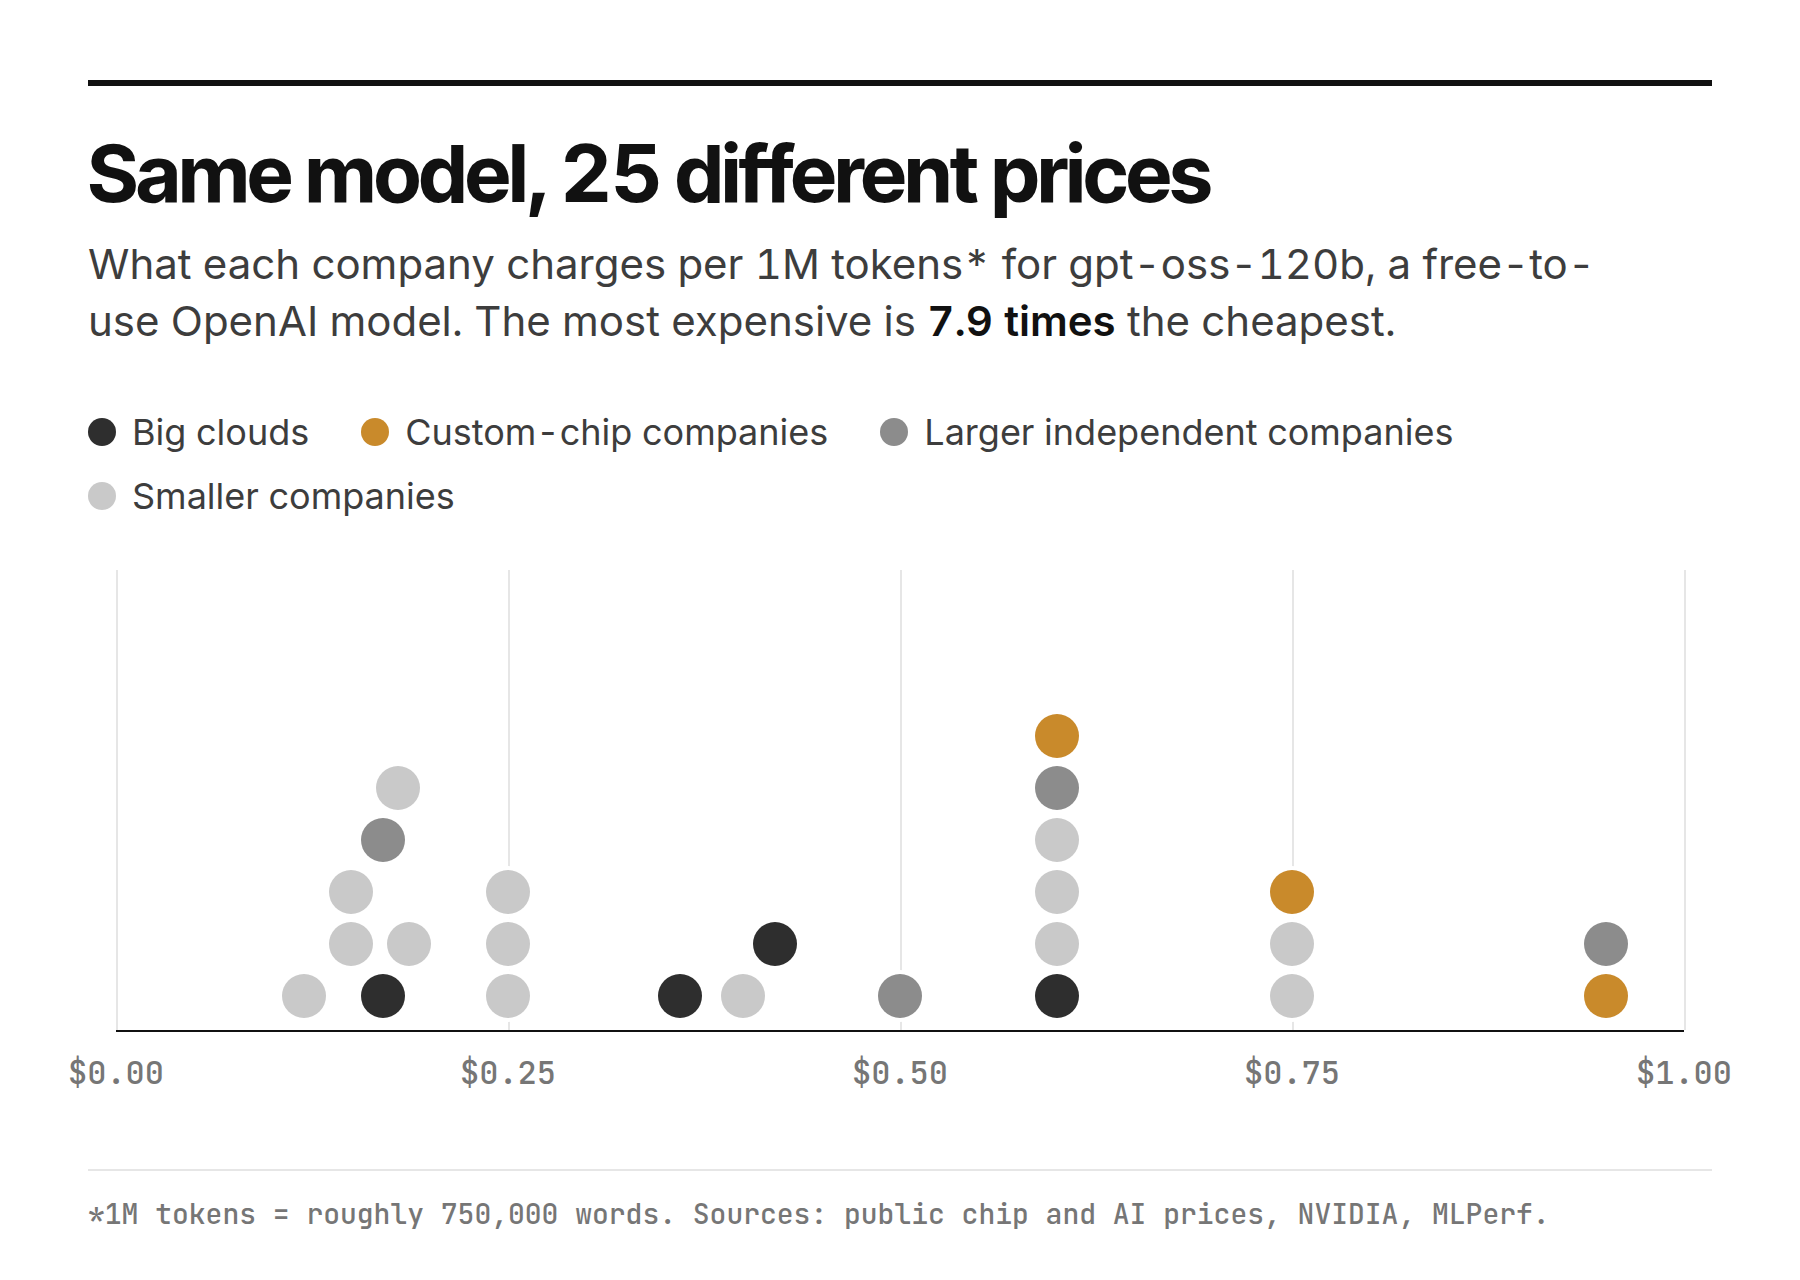 Same model, 25 different prices
What each company charges per 1M tokens* for gpt-oss-120b, a free-to-
use OpenAI model. The most expensive is 7.9 times the cheapest.
Big clouds Custom-chip companies Larger independent companies
Smaller companies
$0.00 $0.25 $0.50 $0.75 $1.00
*1M tokens = roughly 750,000 words. Sources: public chip and AI prices, NVIDIA, MLPerf.